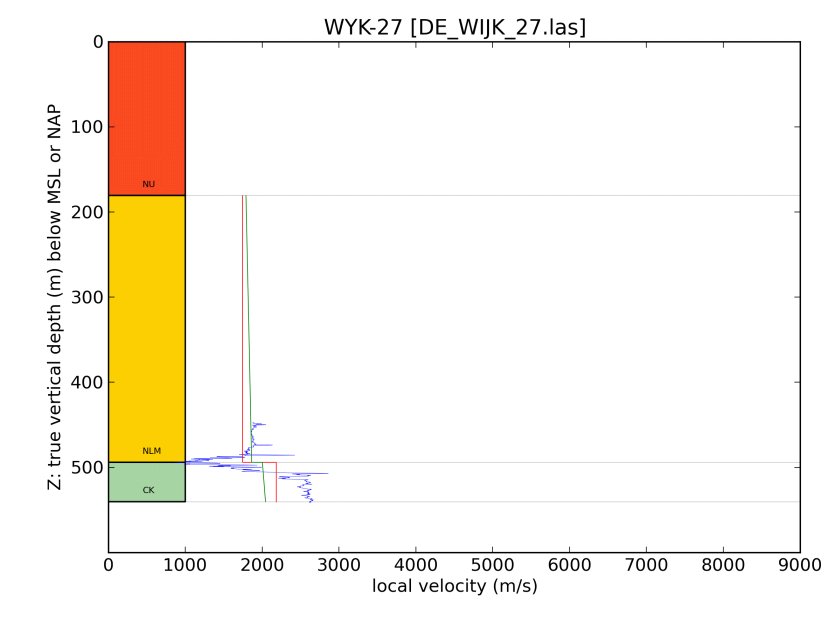 WYK-27 [DE_WIJK_27.las]
Z: true vertical depth (m) below MSL or NAP
0
100
200
300
400
500
NU
NLM
CK
0 1000 2000 3000 4000 5000 6000 7000 8000 9000
local velocity (m/s)